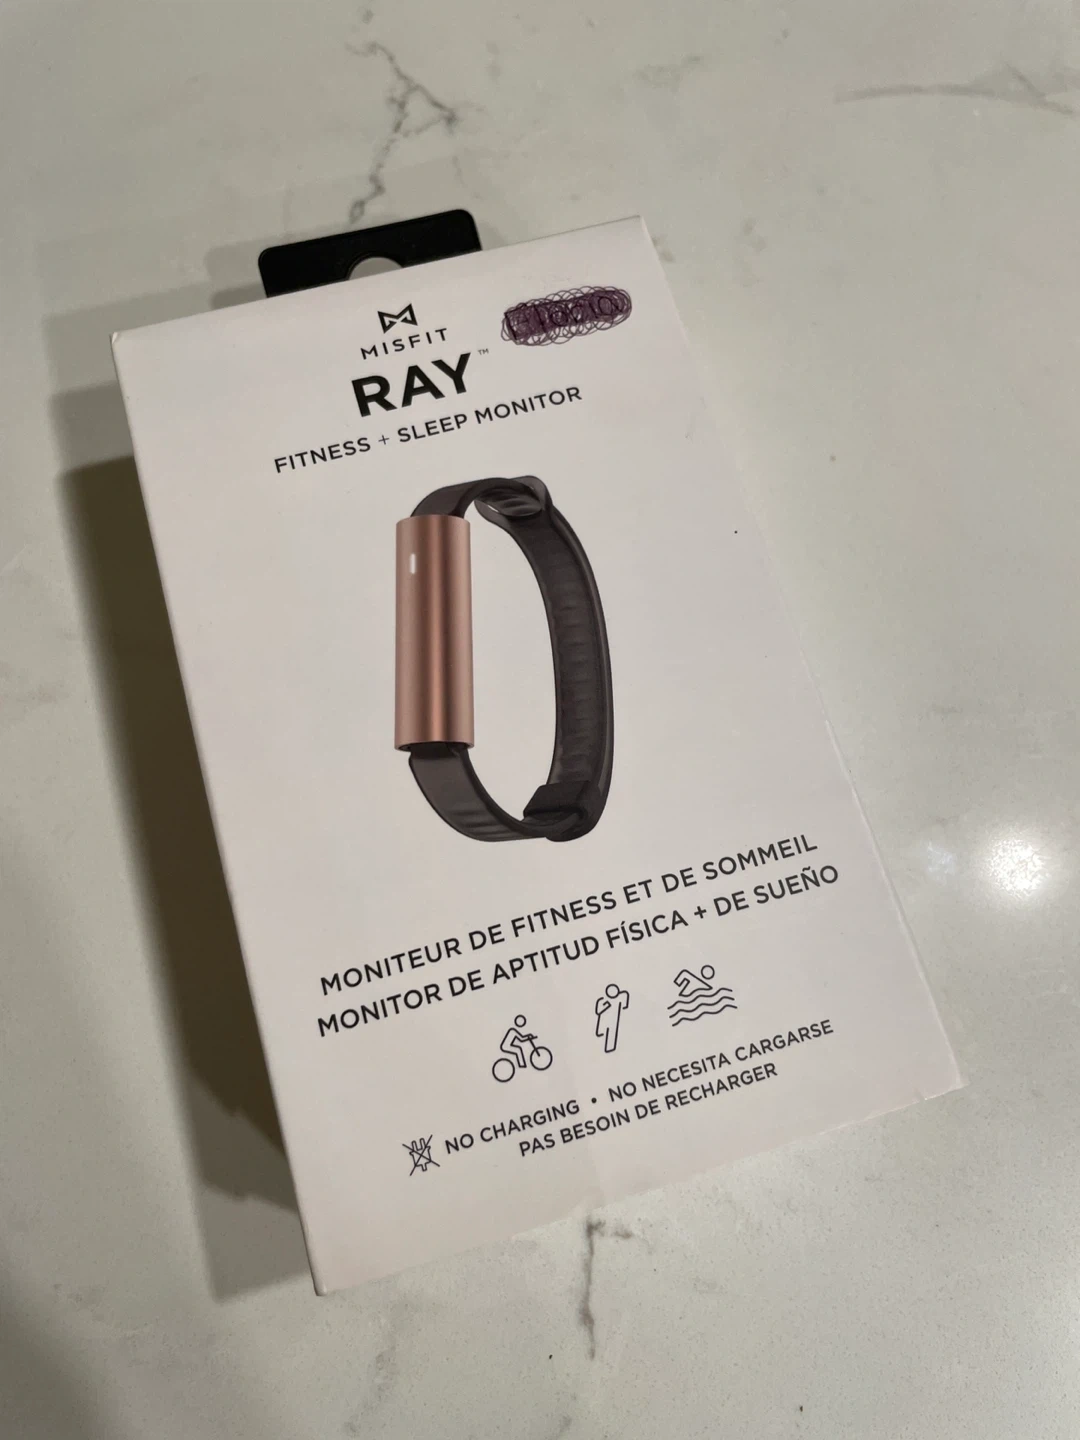 MISFIT
RAY™
FITNESS + SLEEP MONITOR
MONITEUR DE FITNESS ET DE SOMMEIL
MONITOR DE APTITUD FÍSICA + DE SUEÑO
NO CHARGING • NO NECESITA CARGARSE
PAS BESOIN DE RECHARGER